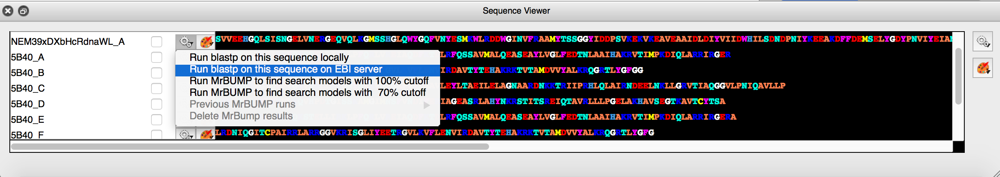 Sequence Viewer
NEM39xDXbHcRdnaWL_A
SVVEEHGQLSISNGELVNERGEQVQLKGMSSHGLQWYGQFVNYESMKWLRDDWGINVFRAAMYTSSGGYIDDPSVKEKVKEAVEAAIDLDIYVIIDWHILSDNDPNIYKEEAKDFFDEMSELYGDYPNVIYEIA
5B40_A
LRFQSSAVMALQEASEAYLVGLFEDTNLAAIHAKRVTIMPKDIQLARRIRGER
5B40_B
IRDAVTYTEHAKRKTVTAMDVVYALKRQGRTLYGFGG
5B40_C
LEYLTAEILELAGNAARDNKKTRIIPRHLQLAIRNDEELNKLLGRVTIAQGGVLPNIQAVLLP
5B40_D
IAGEASRLAHYNKRSTITSREIQTAVRLLLPGELAKHAVSEGTKAVTCYTSA
5B40_E
LRFQSSAVMALQEASEAYLVGLFEDTNLAAIHAKRVTIMPKDIQLARRIRGERA
5B40_F
LRDNIQGITCPAIRRLARRGGVKRISGLIYEETRGVLKVFLENVIRDAVTYTEHAKRKTVTAMDVVYALKRQGRTLYGFG
Run blastp on this sequence locally
Run blastp on this sequence on EBI server
Run MrBUMP to find search models with 100% cutoff
Run MrBUMP to find search models with 70% cutoff
Previous MrBUMP runs
Delete MrBump results